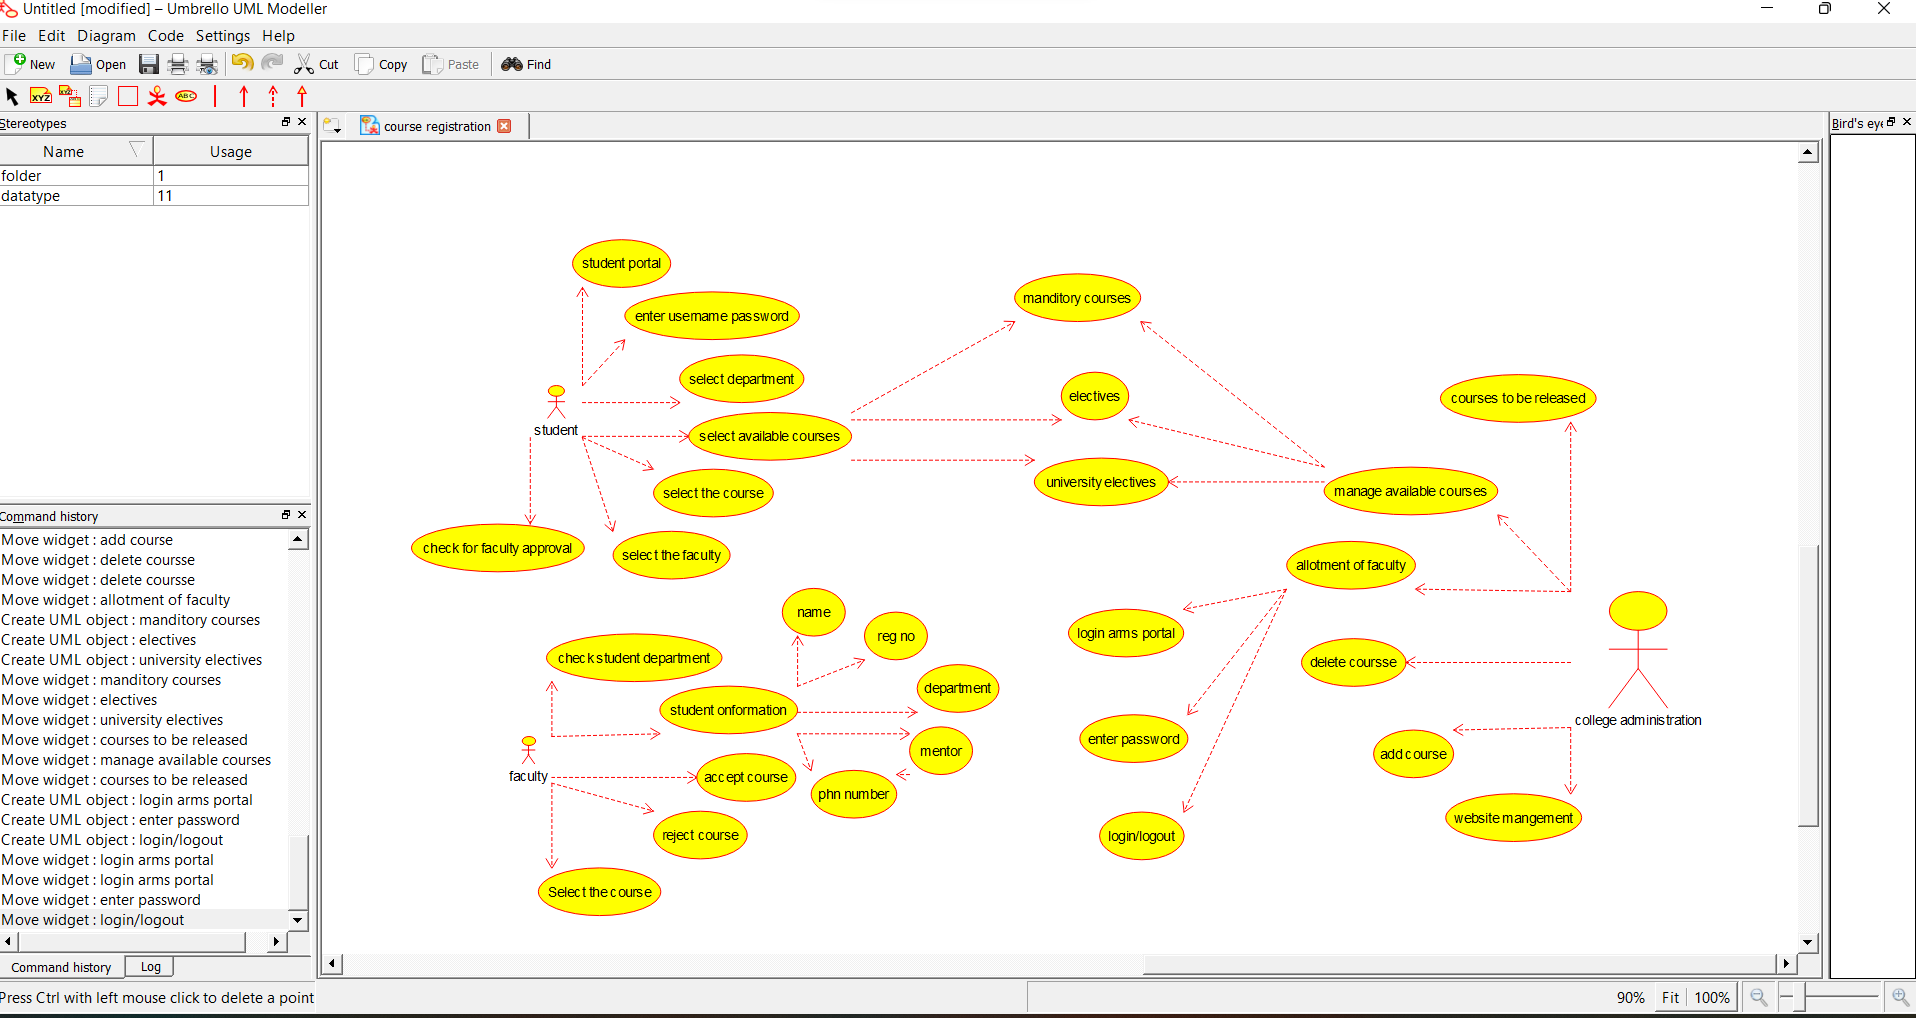 Untitled [modified] – Umbrello UML Modeller
File Edit Diagram Code Settings Help
New Open Cut Copy Paste Find
XYZ XYZ ABC
Stereotypes
Name Usage
folder 1
datatype 11
Command history
Move widget : add course
Move widget : delete coursse
Move widget : delete coursse
Move widget : allotment of faculty
Create UML object : manditory courses
Create UML object : electives
Create UML object : university electives
Move widget : manditory courses
Move widget : electives
Move widget : university electives
Move widget : courses to be released
Move widget : manage available courses
Move widget : courses to be released
Create UML object : login arms portal
Create UML object : enter password
Create UML object : login/logout
Move widget : login arms portal
Move widget : login arms portal
Move widget : enter password
Move widget : login/logout
Command history Log
Press Ctrl with left mouse click to delete a point
course registration
Bird's eye
student portal
enter username password
select department
student
select available courses
select the course
check for faculty approval
select the faculty
manditory courses
electives
university electives
courses to be released
manage available courses
allotment of faculty
login arms portal
delete coursse
enter password
college administration
add course
website mangement
login/logout
name
reg no
check student department
department
student onformation
mentor
faculty
accept course
phn number
reject course
Select the course
90% Fit 100%